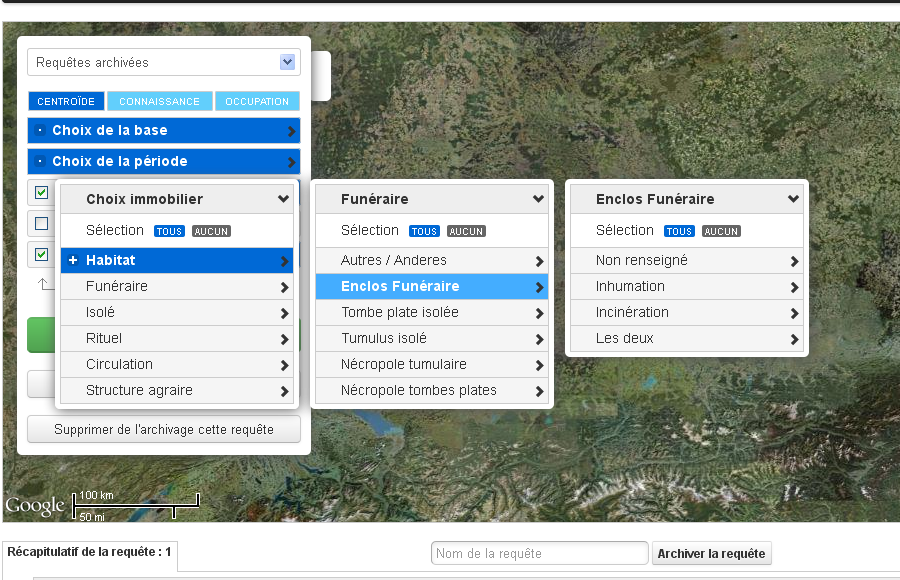 Requêtes archivées
CENTROÏDE CONNAISSANCE OCCUPATION
Choix de la base
Choix de la période
Choix immobilier
Sélection TOUS AUCUN
Habitat
Funéraire
Isolé
Rituel
Circulation
Structure agraire
Funéraire
Sélection TOUS AUCUN
Autres / Anderes
Enclos Funéraire
Tombe plate isolée
Tumulus isolé
Nécropole tumulaire
Nécropole tombes plates
Enclos Funéraire
Sélection TOUS AUCUN
Non renseigné
Inhumation
Incinération
Les deux
Supprimer de l'archivage cette requête
Google
100 km
50 mi
Récapitulatif de la requête : 1
Nom de la requête
Archiver la requête